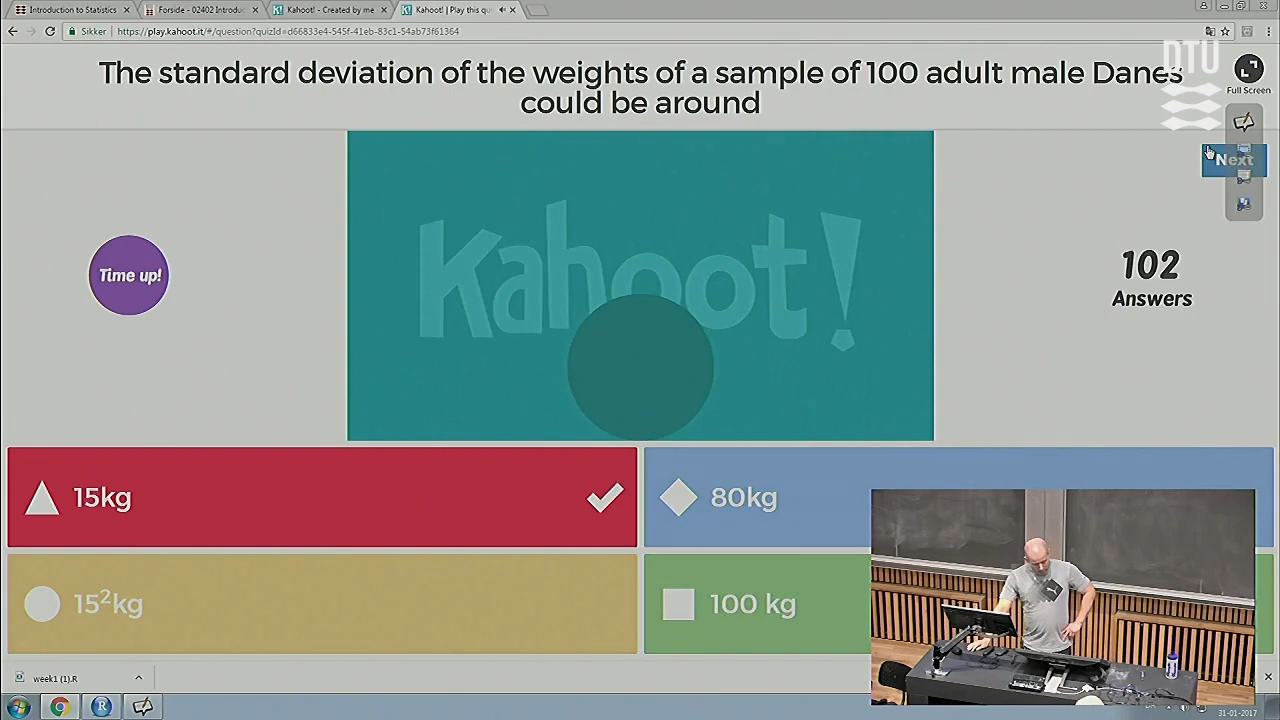 Introduction to Statistics
Forside - 02402 Introduc
Kahoot! - Created by me
Kahoot! | Play this qu
Sikker
https://play.kahoot.it/#/question?quizId=d66833e4-545f-41eb-83c1-54ab73f61364
The standard deviation of the weights of a sample of 100 adult male Danes
could be around
DTU
Full Screen
Next
Kahoot!
Time up!
102
Answers
15kg
80kg
15²kg
100 kg
week1 (1).R
31-01-2017